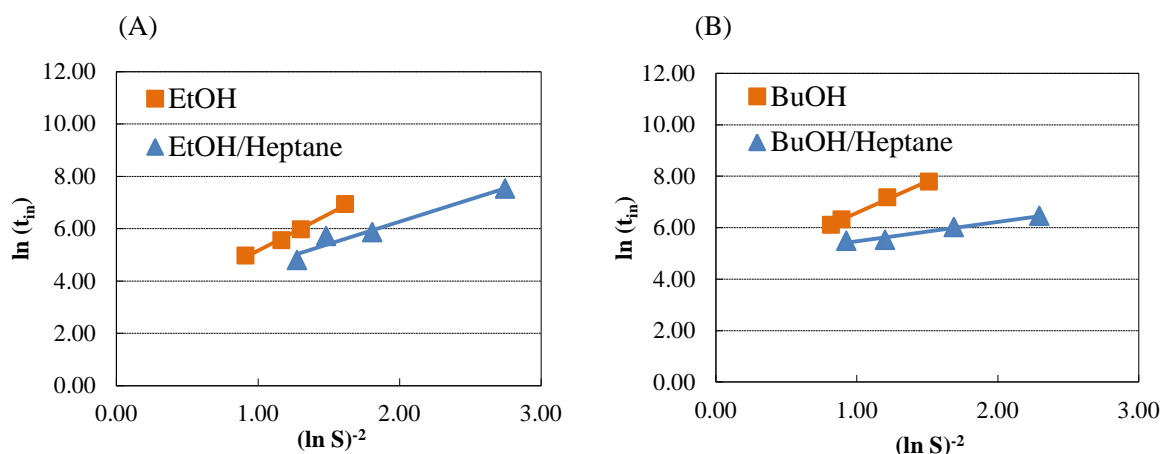 (A)
12.00
10.00
8.00
6.00
4.00
2.00
0.00
ln (t_in)
EtOH
EtOH/Heptane
0.00 1.00 2.00 3.00
(ln S)^-2
(B)
12.00
10.00
8.00
6.00
4.00
2.00
0.00
ln (t_in)
BuOH
BuOH/Heptane
0.00 1.00 2.00 3.00
(ln S)^-2